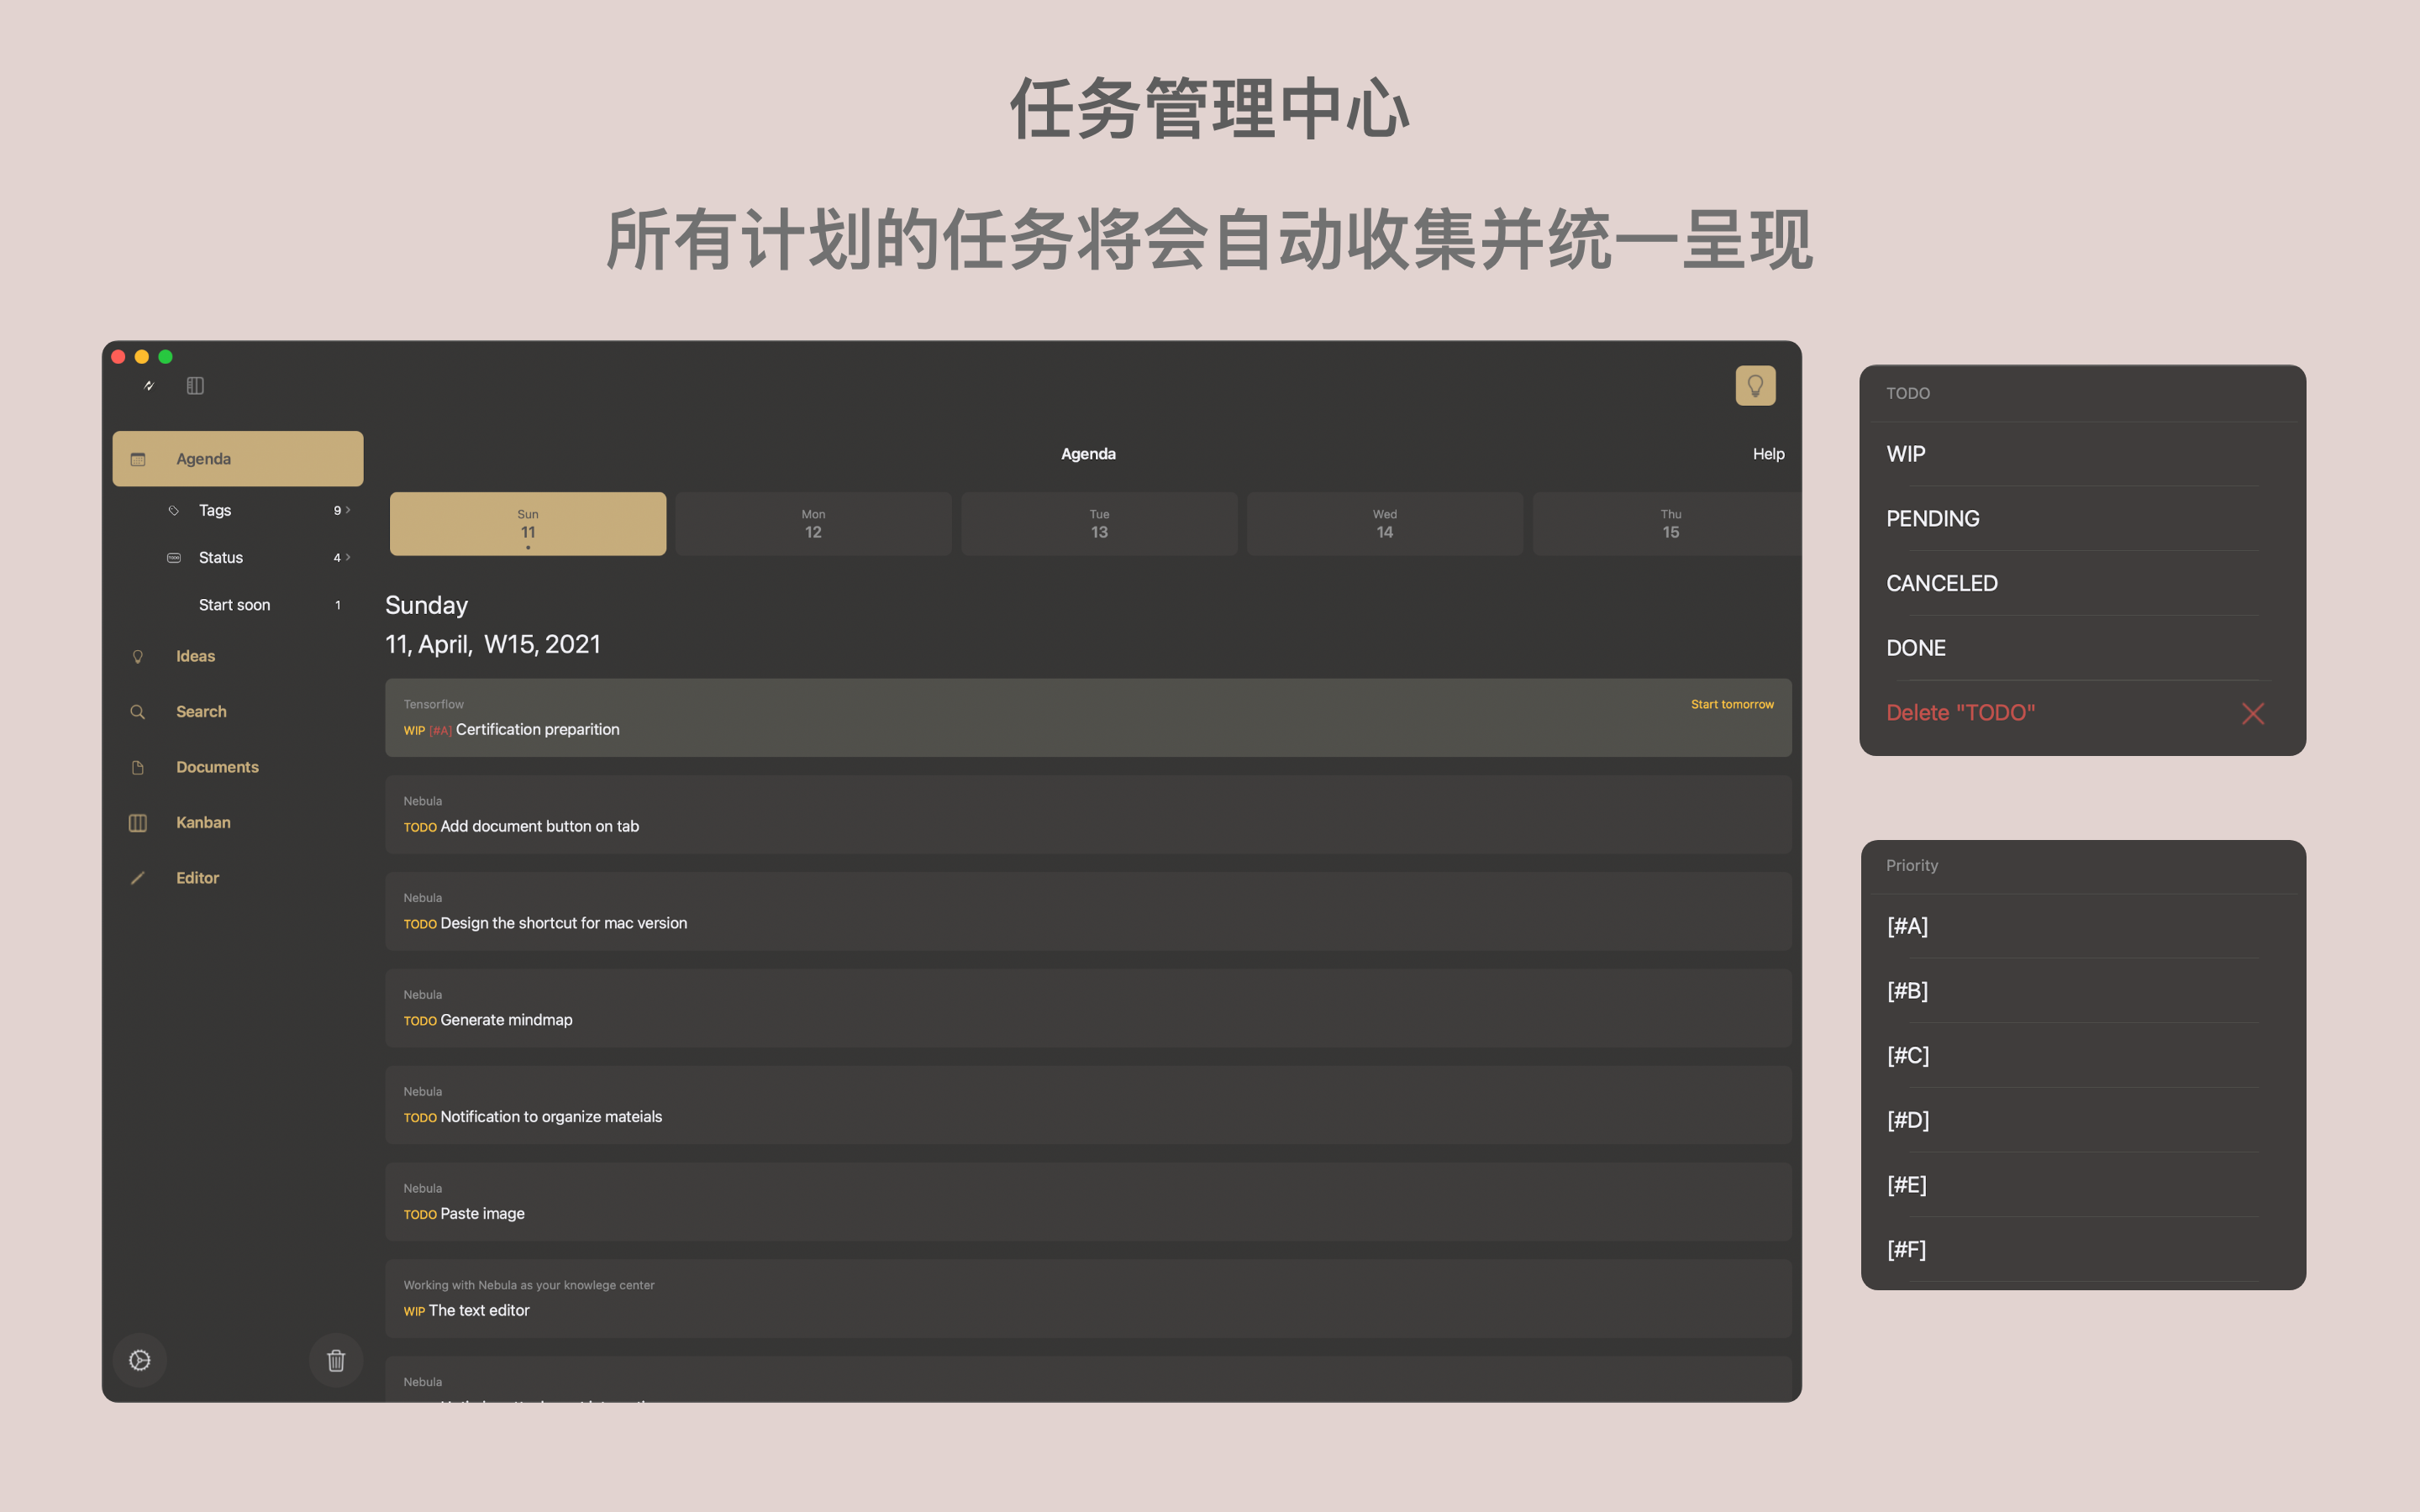 任务管理中心
所有计划的任务将会自动收集并统一呈现
Agenda
Tags 9
Status 4
Start soon 1
Ideas
Search
Documents
Kanban
Editor
Agenda
Help
Sun
11
Mon
12
Tue
13
Wed
14
Thu
15
Sunday
11, April, W15, 2021
Tensorflow
Start tomorrow
WIP [#A] Certification preparition
Nebula
TODO Add document button on tab
Nebula
TODO Design the shortcut for mac version
Nebula
TODO Generate mindmap
Nebula
TODO Notification to organize mateials
Nebula
TODO Paste image
Working with Nebula as your knowlege center
WIP The text editor
Nebula
TODO
WIP
PENDING
CANCELED
DONE
Delete "TODO"
Priority
[#A]
[#B]
[#C]
[#D]
[#E]
[#F]